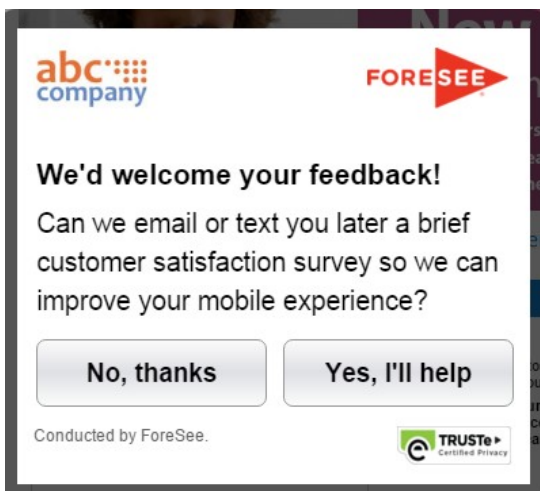 Now
abc
company
FORESEE
We'd welcome your feedback!
Can we email or text you later a brief
customer satisfaction survey so we can
improve your mobile experience?
No, thanks
Yes, I'll help
Conducted by ForeSee.
TRUSTe
Certified Privacy